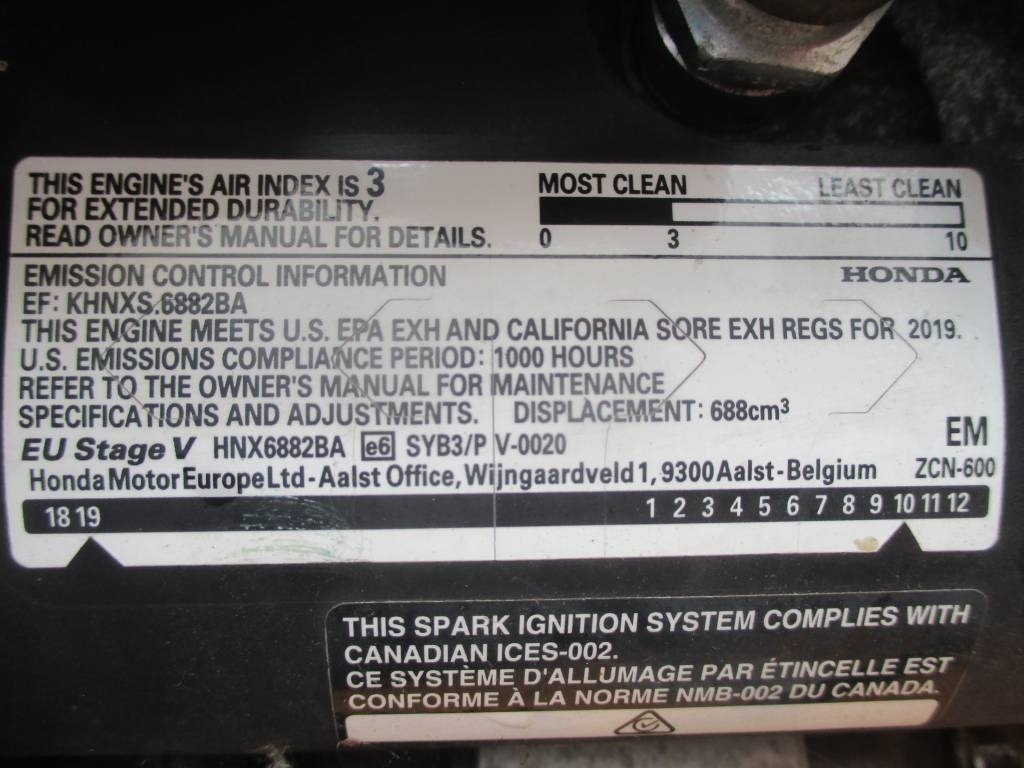 THIS ENGINE'S AIR INDEX IS 3
FOR EXTENDED DURABILITY.
READ OWNER'S MANUAL FOR DETAILS.
MOST CLEAN LEAST CLEAN
0 3 10
EMISSION CONTROL INFORMATION HONDA
EF: KHNXS.6882BA
THIS ENGINE MEETS U.S. EPA EXH AND CALIFORNIA SORE EXH REGS FOR 2019.
U.S. EMISSIONS COMPLIANCE PERIOD: 1000 HOURS
REFER TO THE OWNER'S MANUAL FOR MAINTENANCE
SPECIFICATIONS AND ADJUSTMENTS. DISPLACEMENT: 688cm³
EU Stage V HNX6882BA e6 SYB3/P V-0020 EM
Honda Motor Europe Ltd - Aalst Office, Wijngaardveld 1, 9300 Aalst - Belgium ZCN-600
18 19 1 2 3 4 5 6 7 8 9 10 11 12
THIS SPARK IGNITION SYSTEM COMPLIES WITH
CANADIAN ICES-002.
CE SYSTÈME D'ALLUMAGE PAR ÉTINCELLE EST
CONFORME À LA NORME NMB-002 DU CANADA.